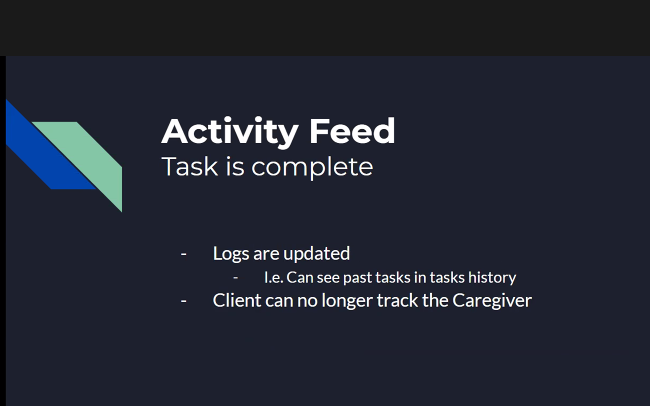 Activity Feed
Task is complete
- Logs are updated
- I.e. Can see past tasks in tasks history
- Client can no longer track the Caregiver